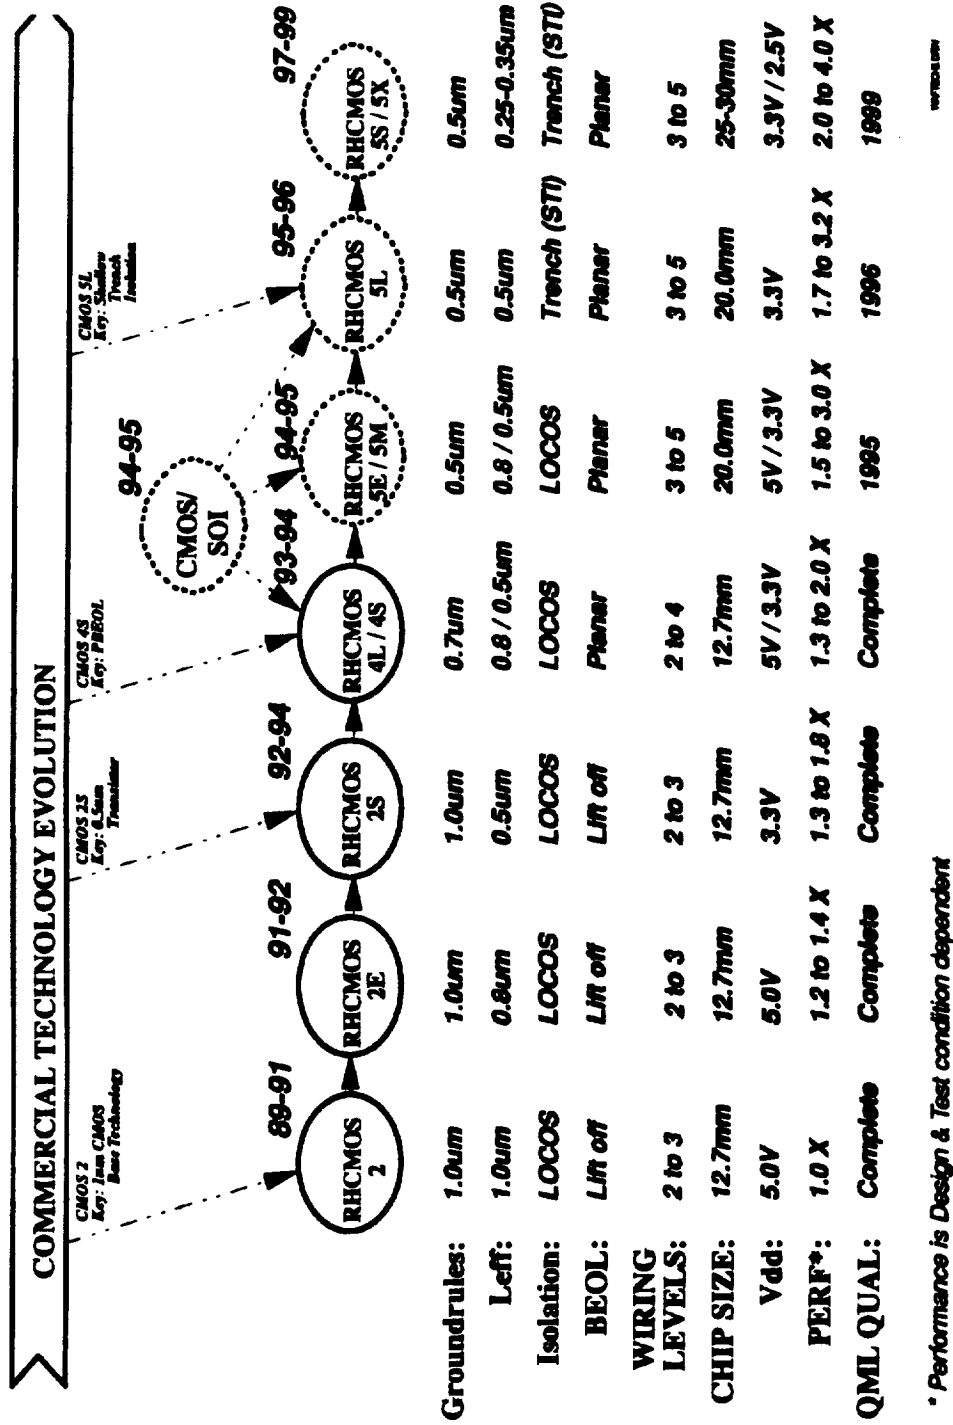 COMMERCIAL TECHNOLOGY EVOLUTION
CMOS 2
Key: 1um CMOS
Base Technology
CMOS 2S
Key: 0.5um
Transistor
CMOS 4S
Key: PBEOL
CMOS 5L
Key: Shallow
Trench
Isolation
94-95
CMOS/
SOI
89-91
91-92
92-94
93-94
94-95
95-96
97-99
RHCMOS
2
RHCMOS
2E
RHCMOS
2S
RHCMOS
4L / 4S
RHCMOS
5E / 5M
RHCMOS
5L
RHCMOS
5S / 5X
Groundrules: 1.0um 1.0um 1.0um 0.7um 0.5um 0.5um 0.5um
Leff: 1.0um 0.8um 0.5um 0.8 / 0.5um 0.8 / 0.5um 0.5um 0.25-0.35um
Isolation: LOCOS LOCOS LOCOS LOCOS LOCOS Trench (STI) Trench (STI)
BEOL: Lift off Lift off Lift off Planar Planar Planar Planar
WIRING
LEVELS: 2 to 3 2 to 3 2 to 3 2 to 4 3 to 5 3 to 5 3 to 5
CHIP SIZE: 12.7mm 12.7mm 12.7mm 12.7mm 20.0mm 20.0mm 25-30mm
Vdd: 5.0V 5.0V 3.3V 5V / 3.3V 5V / 3.3V 3.3V 3.3V / 2.5V
PERF*: 1.0 X 1.2 to 1.4 X 1.3 to 1.8 X 1.3 to 2.0 X 1.5 to 3.0 X 1.7 to 3.2 X 2.0 to 4.0 X
QML QUAL: Complete Complete Complete Complete 1995 1996 1999
* Performance is Design & Test condition dependent